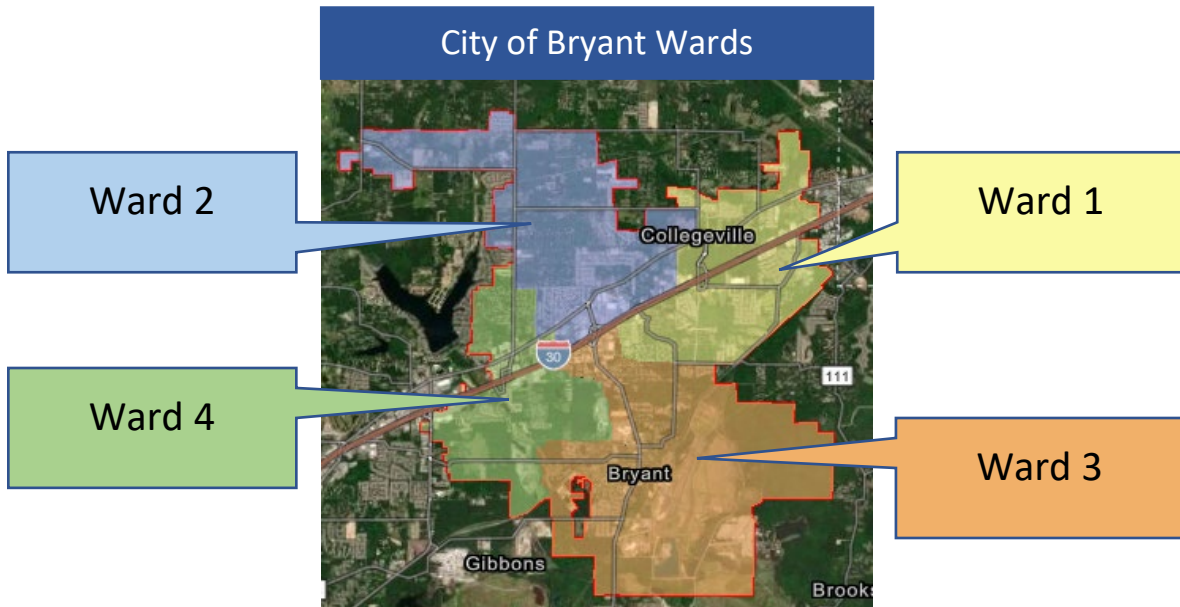 City of Bryant Wards
Ward 2
Ward 1
Collegeville
30
111
Ward 4
Ward 3
Bryant
Gibbons
Brooks